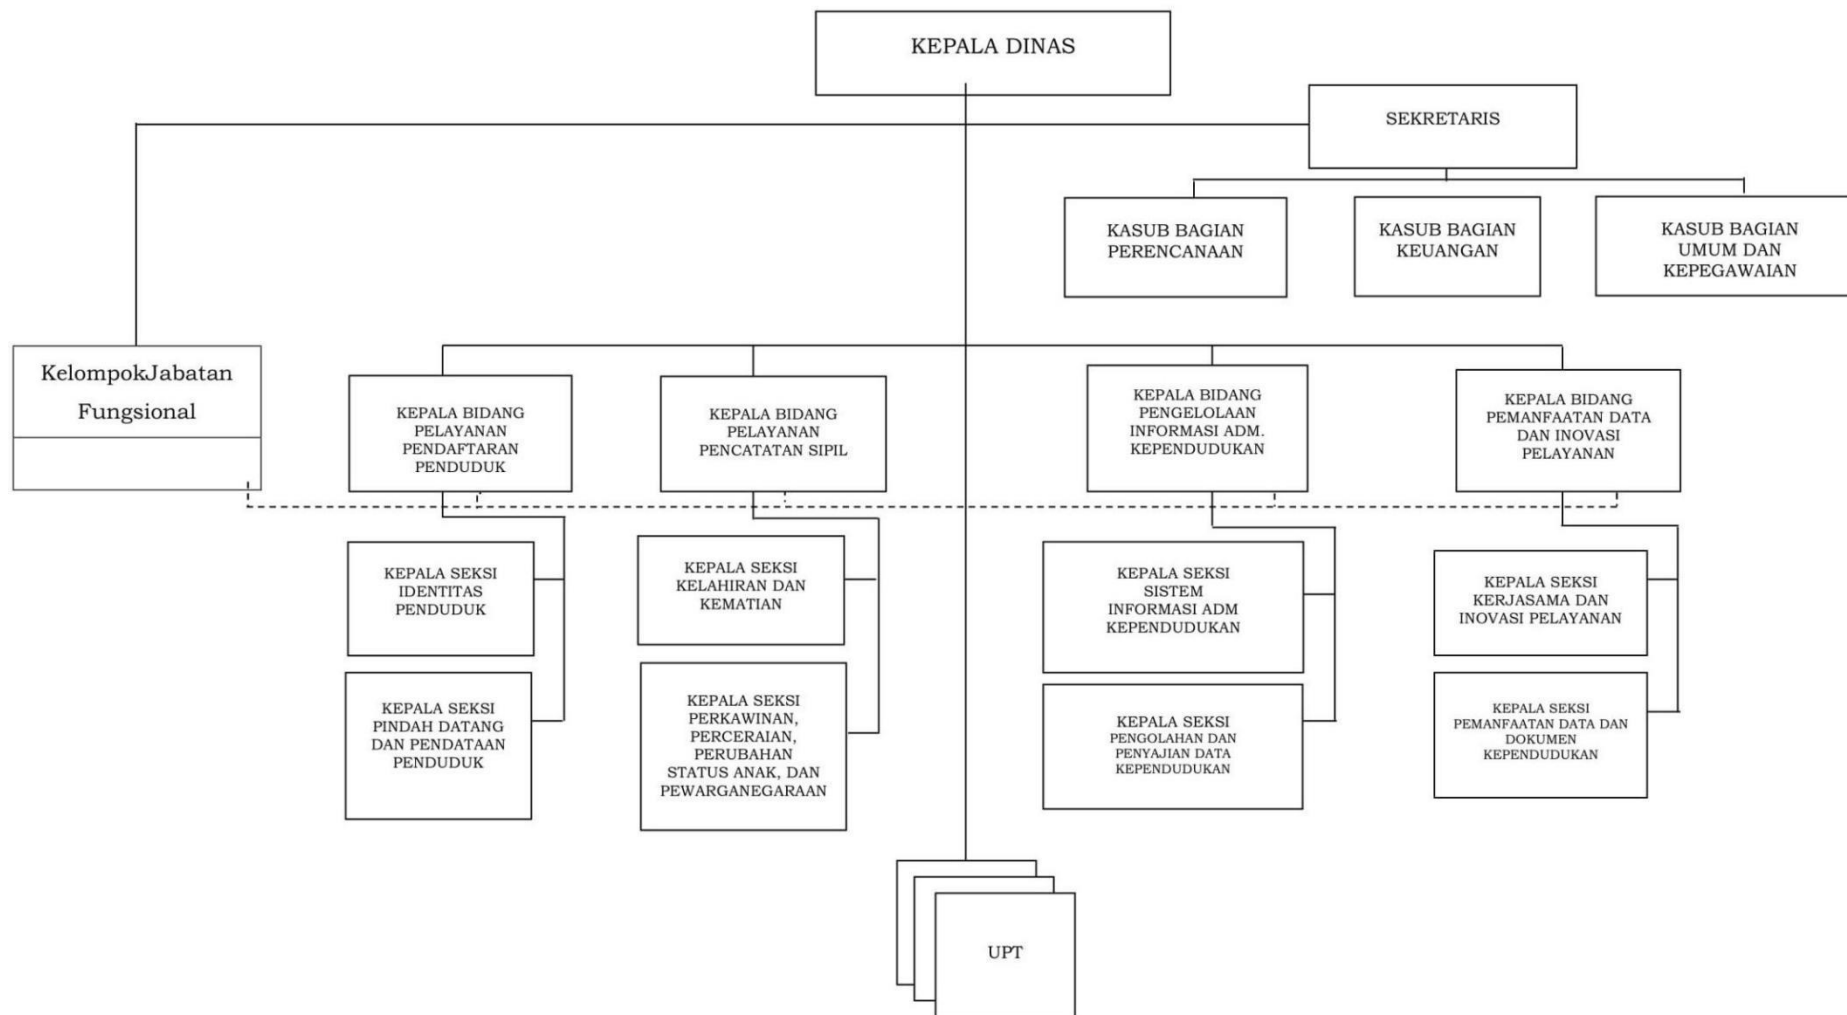 KEPALA DINAS
SEKRETARIS
KASUB BAGIAN
PERENCANAAN
KASUB BAGIAN
KEUANGAN
KASUB BAGIAN
UMUM DAN
KEPEGAWAIAN
KelompokJabatan
Fungsional
KEPALA BIDANG
PELAYANAN
PENDAFTARAN
PENDUDUK
KEPALA BIDANG
PELAYANAN
PENCATATAN SIPIL
KEPALA BIDANG
PENGELOLAAN
INFORMASI ADM.
KEPENDUDUKAN
KEPALA BIDANG
PEMANFAATAN DATA
DAN INOVASI
PELAYANAN
KEPALA SEKSI
IDENTITAS
PENDUDUK
KEPALA SEKSI
KELAHIRAN DAN
KEMATIAN
KEPALA SEKSI
SISTEM
INFORMASI ADM
KEPENDUDUKAN
KEPALA SEKSI
KERJASAMA DAN
INOVASI PELAYANAN
KEPALA SEKSI
PINDAH DATANG
DAN PENDATAAN
PENDUDUK
KEPALA SEKSI
PERKAWINAN,
PERCERAIAN,
PERUBAHAN
STATUS ANAK, DAN
PEWARGANEGARAAN
KEPALA SEKSI
PENGOLAHAN DAN
PENYAJIAN DATA
KEPENDUDUKAN
KEPALA SEKSI
PEMANFAATAN DATA DAN
DOKUMEN
KEPENDUDUKAN
UPT